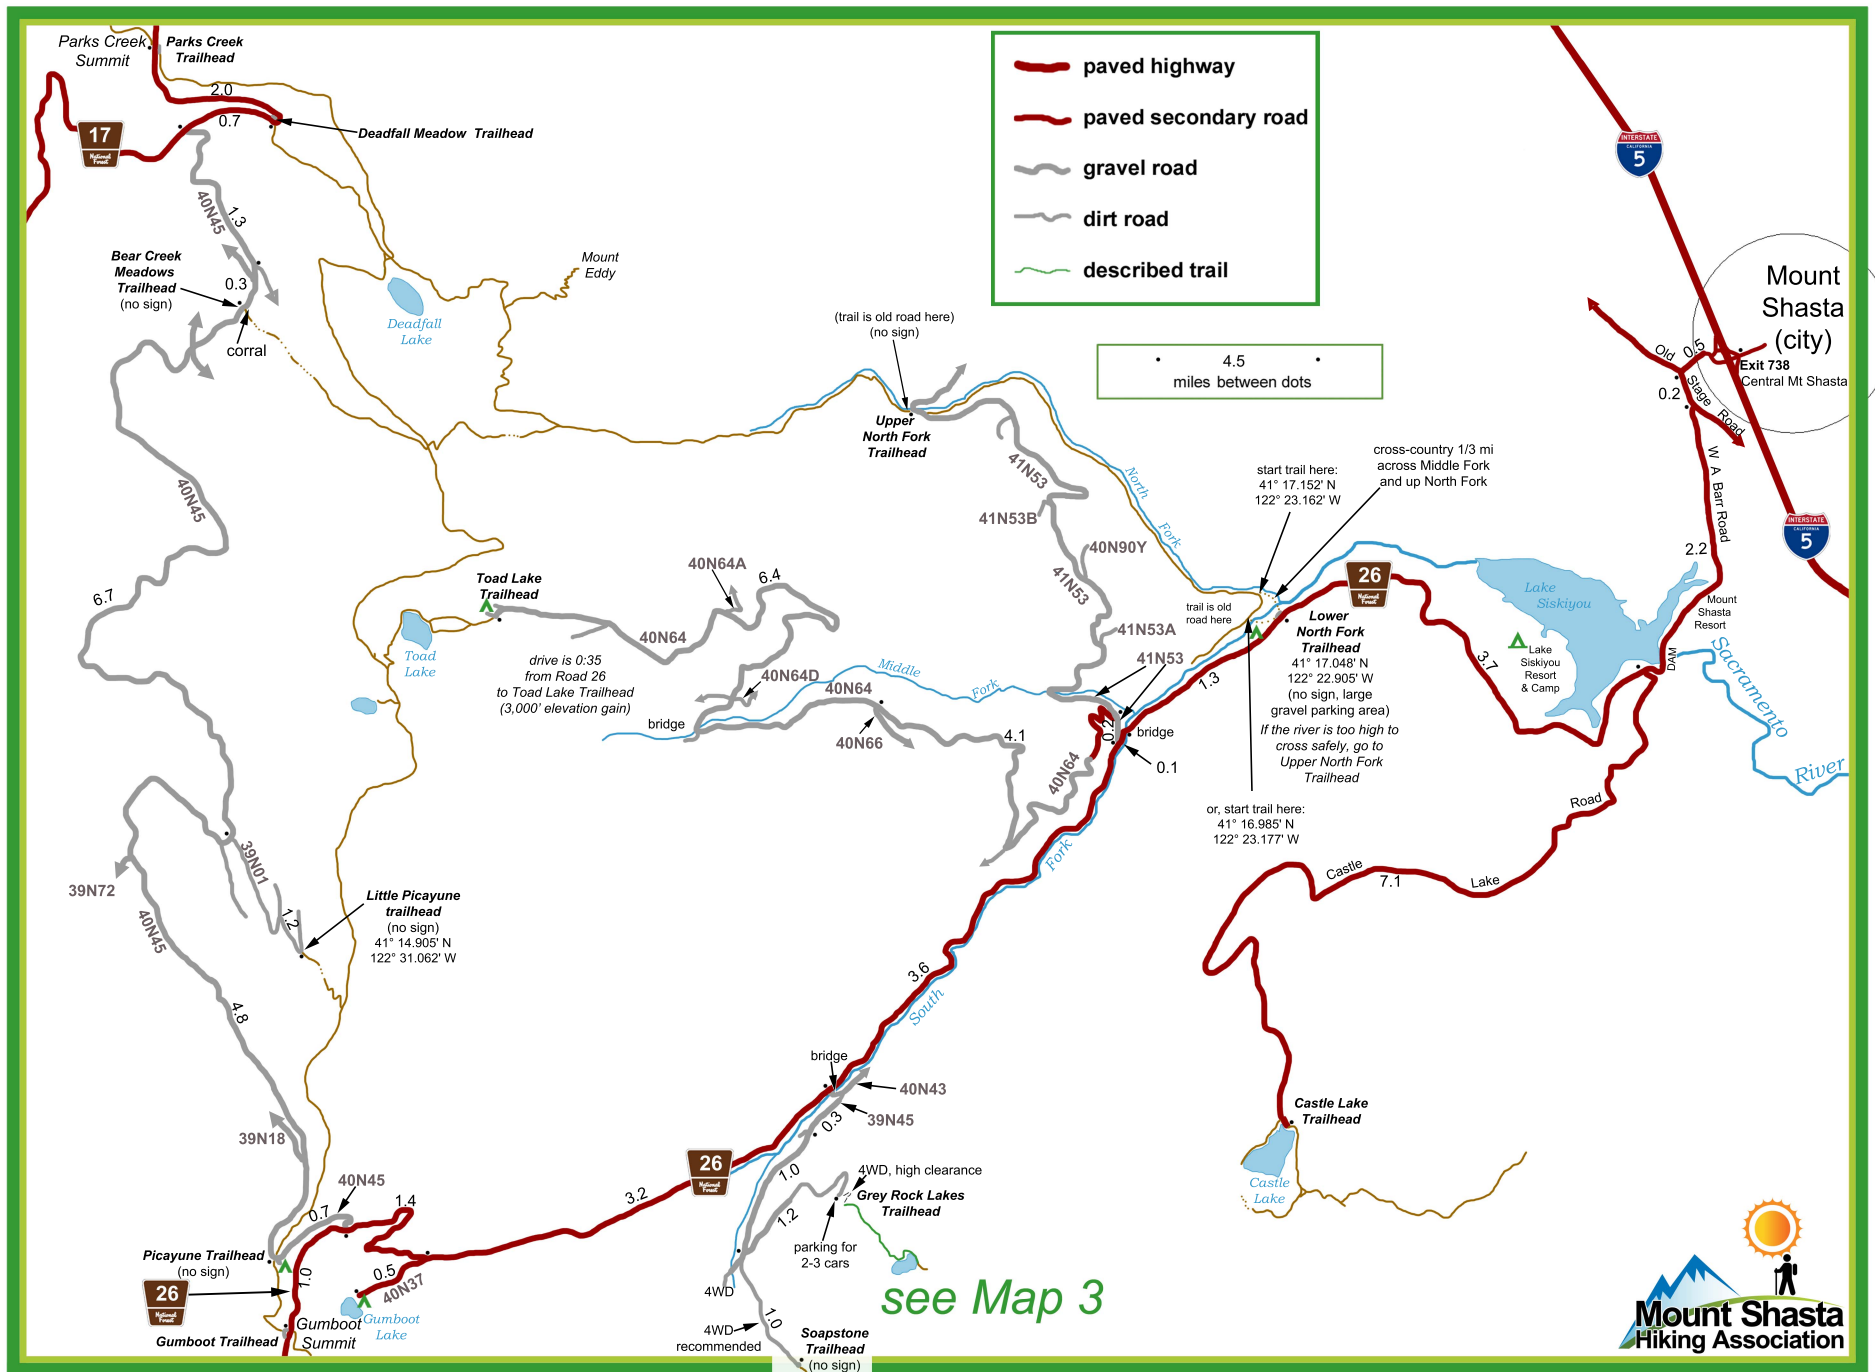 Parks Creek
Summit
Parks Creek
Trailhead
2.0
0.7
17
National
Forest
Deadfall Meadow Trailhead
40N45
1.3
Bear Creek
Meadows
Trailhead
(no sign)
0.3
corral
Deadfall
Lake
Mount
Eddy
paved highway
paved secondary road
gravel road
dirt road
described trail
4.5
miles between dots
INTERSTATE
CALIFORNIA
5
Mount
Shasta
(city)
Old
0.5
Exit 738
Central Mt Shasta
0.2
Stage
Road
W A Barr Road
2.2
INTERSTATE
CALIFORNIA
5
(trail is old road here)
(no sign)
Upper
North Fork
Trailhead
41N53
41N53B
40N90Y
41N53
41N53A
41N53
North
Fork
start trail here:
41° 17.152' N
122° 23.162' W
cross-country 1/3 mi
across Middle Fork
and up North Fork
26
National
Forest
trail is old
road here
Lower
North Fork
Trailhead
41° 17.048' N
122° 22.905' W
(no sign, large
gravel parking area)
If the river is too high to
cross safely, go to
Upper North Fork
Trailhead
Lake
Siskiyou
Lake
Siskiyou
Resort
& Camp
Mount
Shasta
Resort
DAM
Sacramento
River
3.7
1.3
40N45
6.7
Toad Lake
Trailhead
40N64A
6.4
40N64
Toad
Lake
drive is 0:35
from Road 26
to Toad Lake Trailhead
(3,000' elevation gain)
40N64D
40N64
Middle
Fork
bridge
40N66
4.1
0.2
bridge
0.1
40N64
or, start trail here:
41° 16.985' N
122° 23.177' W
Road
Castle
7.1
Lake
39N01
39N72
40N45
1.2
Little Picayune
trailhead
(no sign)
41° 14.905' N
122° 31.062' W
4.8
Fork
3.6
South
bridge
40N43
39N45
0.3
Castle Lake
Trailhead
Castle
Lake
39N18
40N45
0.7
1.4
3.2
26
National
Forest
1.0
4WD, high clearance
Grey Rock Lakes
Trailhead
1.2
parking for
2-3 cars
Picayune Trailhead
(no sign)
26
National
Forest
1.0
0.5
40N37
Gumboot
Lake
Gumboot Trailhead
Gumboot
Summit
4WD
1.0
4WD
recommended
Soapstone
Trailhead
(no sign)
see Map 3
Mount Shasta
Hiking Association